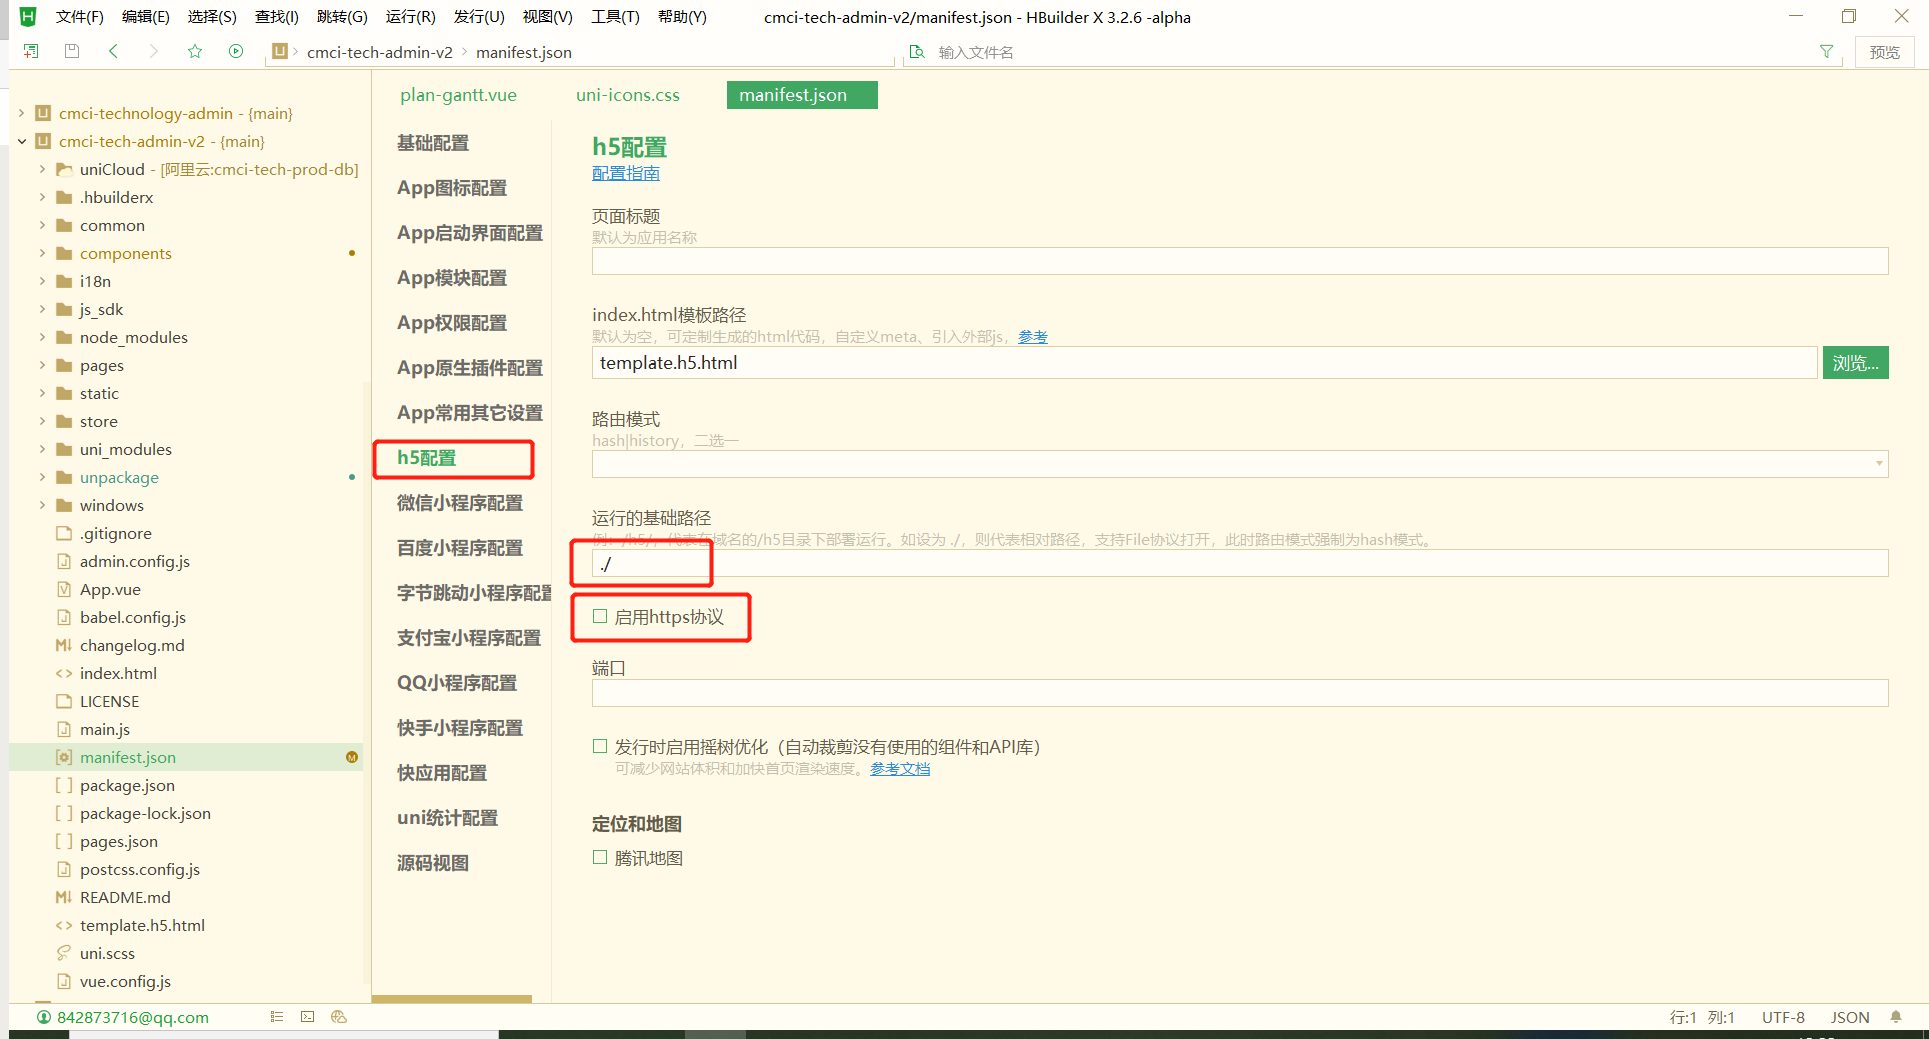 文件(F) 编辑(E) 选择(S) 查找(I) 跳转(G) 运行(R) 发行(U) 视图(V) 工具(T) 帮助(Y)
cmci-tech-admin-v2/manifest.json - HBuilder X 3.2.6 -alpha
cmci-tech-admin-v2
manifest.json
输入文件名
预览
cmci-technology-admin - {main}
cmci-tech-admin-v2 - {main}
uniCloud - [阿里云:cmci-tech-prod-db]
.hbuilderx
common
components
i18n
js_sdk
node_modules
pages
static
store
uni_modules
unpackage
windows
.gitignore
admin.config.js
App.vue
babel.config.js
changelog.md
index.html
LICENSE
main.js
manifest.json
package.json
package-lock.json
pages.json
postcss.config.js
README.md
template.h5.html
uni.scss
vue.config.js
plan-gantt.vue
uni-icons.css
manifest.json
基础配置
App图标配置
App启动界面配置
App模块配置
App权限配置
App原生插件配置
App常用其它设置
h5配置
微信小程序配置
百度小程序配置
字节跳动小程序配置
支付宝小程序配置
QQ小程序配置
快手小程序配置
快应用配置
uni统计配置
源码视图
h5配置
配置指南
页面标题
默认为应用名称
index.html模板路径
默认为空，可定制生成的html代码，自定义meta、引入外部js，参考
template.h5.html
浏览...
路由模式
hash|history，二选一
运行的基础路径
例：/h5/，代表在域名的/h5目录下部署运行。如设为 ./，则代表相对路径，支持File协议打开，此时路由模式强制为hash模式。
./
启用https协议
端口
发行时启用摇树优化（自动裁剪没有使用的组件和API库）
可减少网站体积和加快首页渲染速度。参考文档
定位和地图
腾讯地图
842873716@qq.com
行:1 列:1
UTF-8
JSON